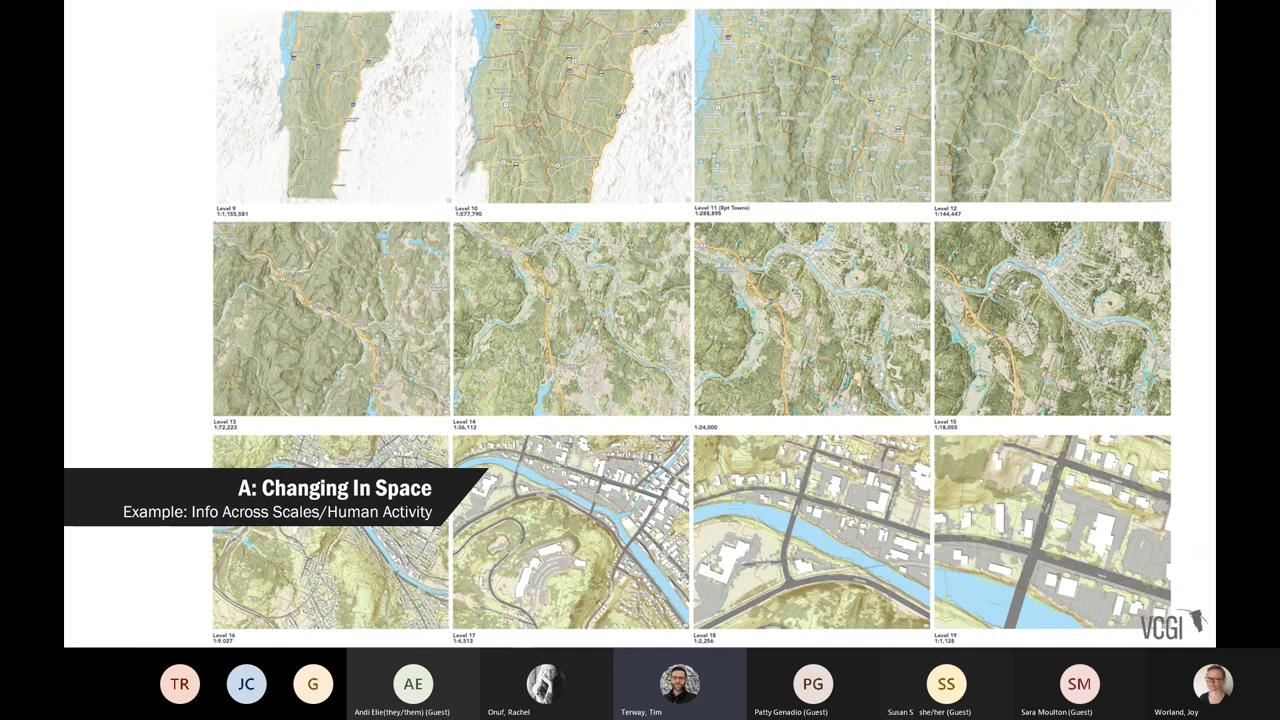 Level 9
1:1,155,581
Level 10
1:577,790
Level 11 (8pt Towns)
1:288,895
Level 12
1:144,447
Level 13
1:72,223
Level 14
1:36,112
1:24,000
Level 15
1:18,055
A: Changing In Space
Example: Info Across Scales/Human Activity
Level 16
1:9.027
Level 17
1:4,513
Level 18
1:2,256
Level 19
1:1,128
VCGI
TR
JC
G
AE
PG
SS
SM
Andi Elie(they/them) (Guest)
Onuf, Rachel
Terway, Tim
Patty Genadio (Guest)
Susan S she/her (Guest)
Sara Moulton (Guest)
Worland, Joy